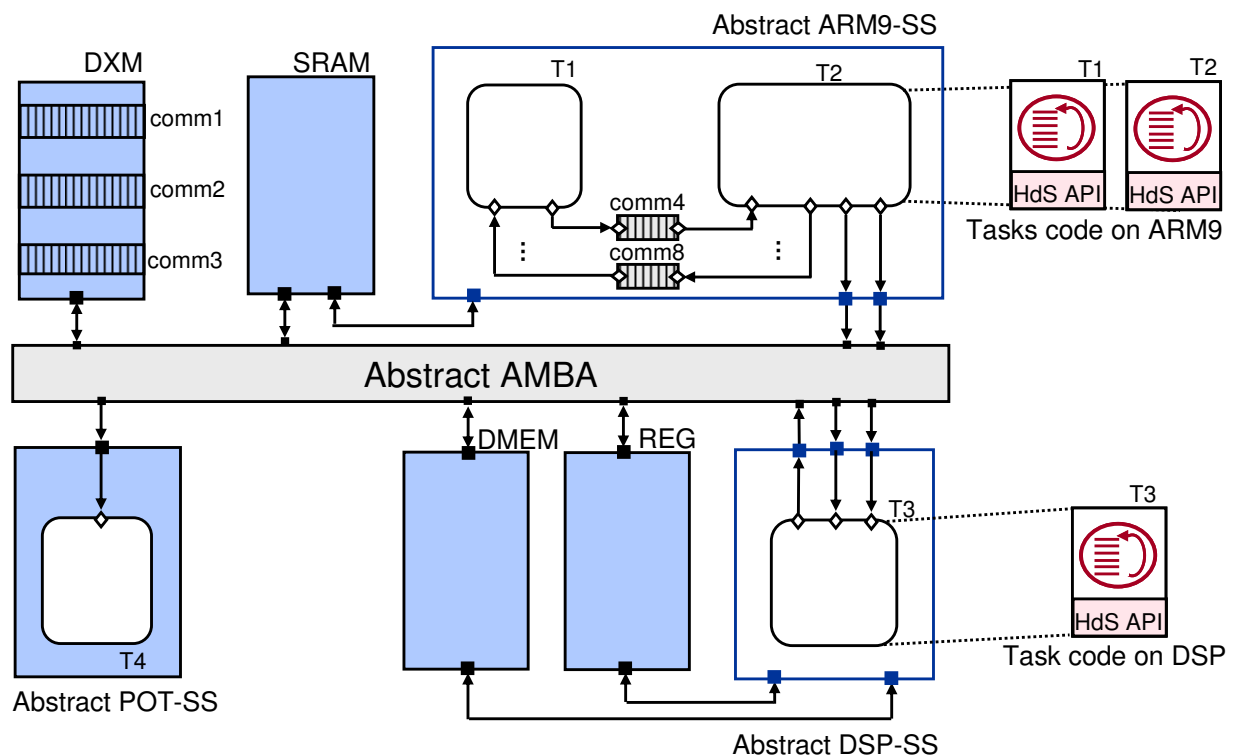 Abstract ARM9-SS
DXM
SRAM
T1
T2
T1
T2
comm1
comm2
comm3
comm4
comm8
...
...
HdS API
HdS API
Tasks code on ARM9
Abstract AMBA
DMEM
REG
T3
T3
T4
HdS API
Task code on DSP
Abstract POT-SS
Abstract DSP-SS